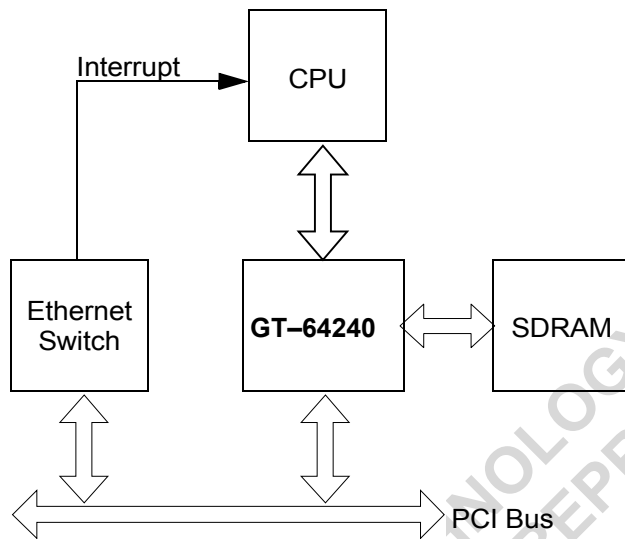 Interrupt
CPU
Ethernet
Switch
GT–64240
SDRAM
PCI Bus